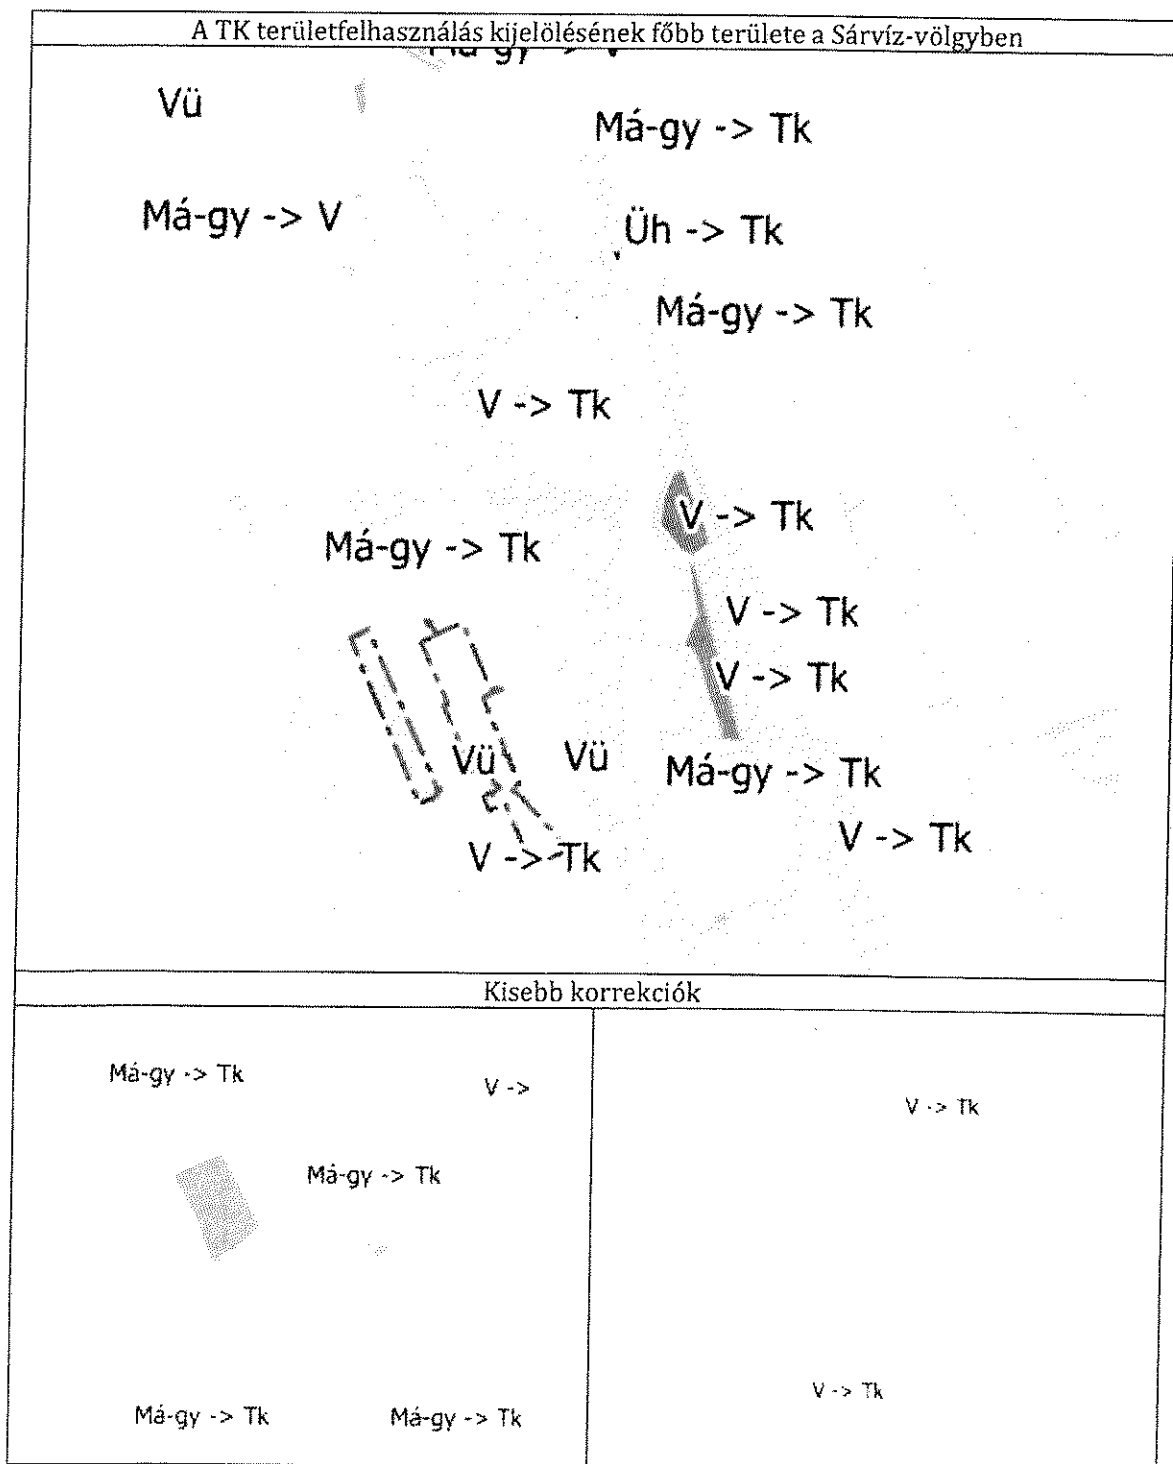 A TK területfelhasználás kijelölésének főbb területe a Sárvíz-völgyben
Vü
Má-gy -> Tk
Má-gy -> V
Üh -> Tk
Má-gy -> Tk
V -> Tk
V -> Tk
Má-gy -> Tk
V -> Tk
V -> Tk
Vü
Vü
Má-gy -> Tk
V -> Tk
V -> Tk
Kisebb korrekciók
Má-gy -> Tk
V ->
Má-gy -> Tk
Má-gy -> Tk
Má-gy -> Tk
V -> Tk
V -> Tk